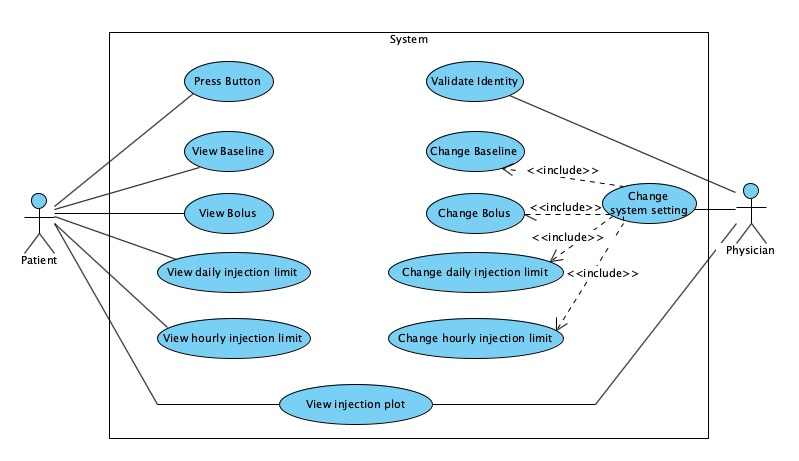 System
Press Button
Validate Identity
View Baseline
Change Baseline
<<include>>
Change
system setting
View Bolus
Change Bolus
<<include>>
<<include>>
Patient
Physician
View daily injection limit
Change daily injection limit
<<include>>
View hourly injection limit
Change hourly injection limit
View injection plot